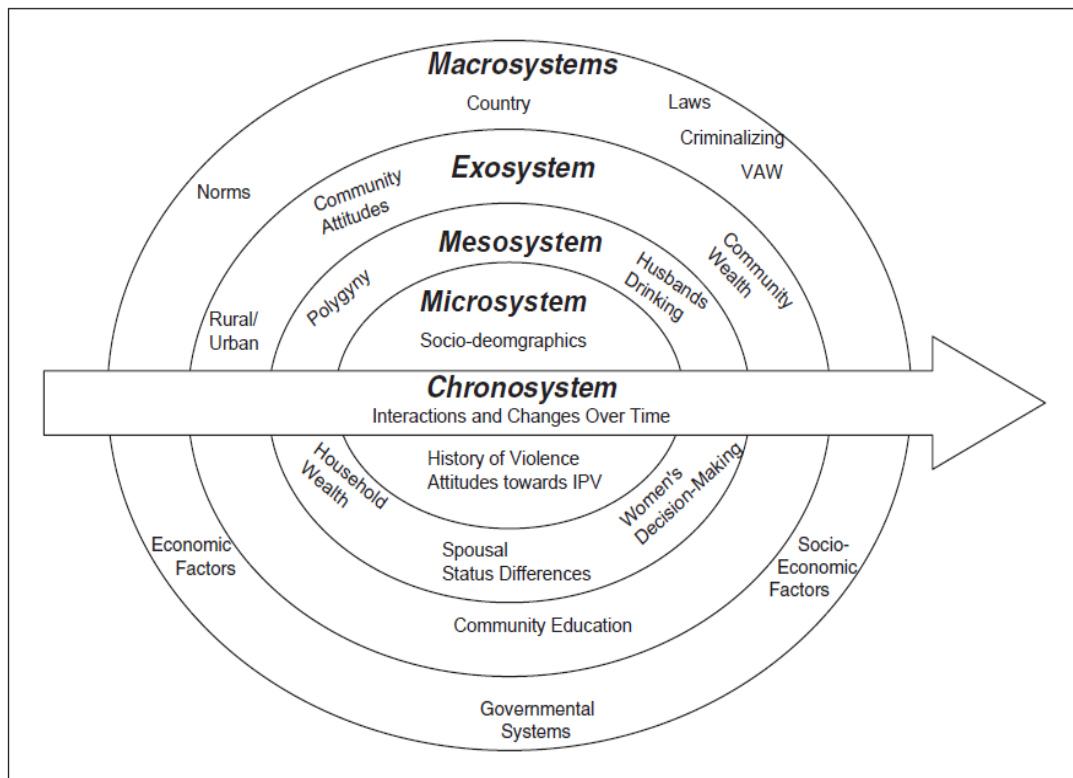 Macrosystems
Country
Laws
Criminalizing
VAW
Norms
Exosystem
Community
Attitudes
Community
Wealth
Rural/
Urban
Mesosystem
Polygyny
Husbands
Drinking
Microsystem
Socio-deomgraphics
Chronosystem
Interactions and Changes Over Time
History of Violence
Attitudes towards IPV
Household
Wealth
Women's
Decision-Making
Spousal
Status Differences
Economic
Factors
Socio-
Economic
Factors
Community Education
Governmental
Systems